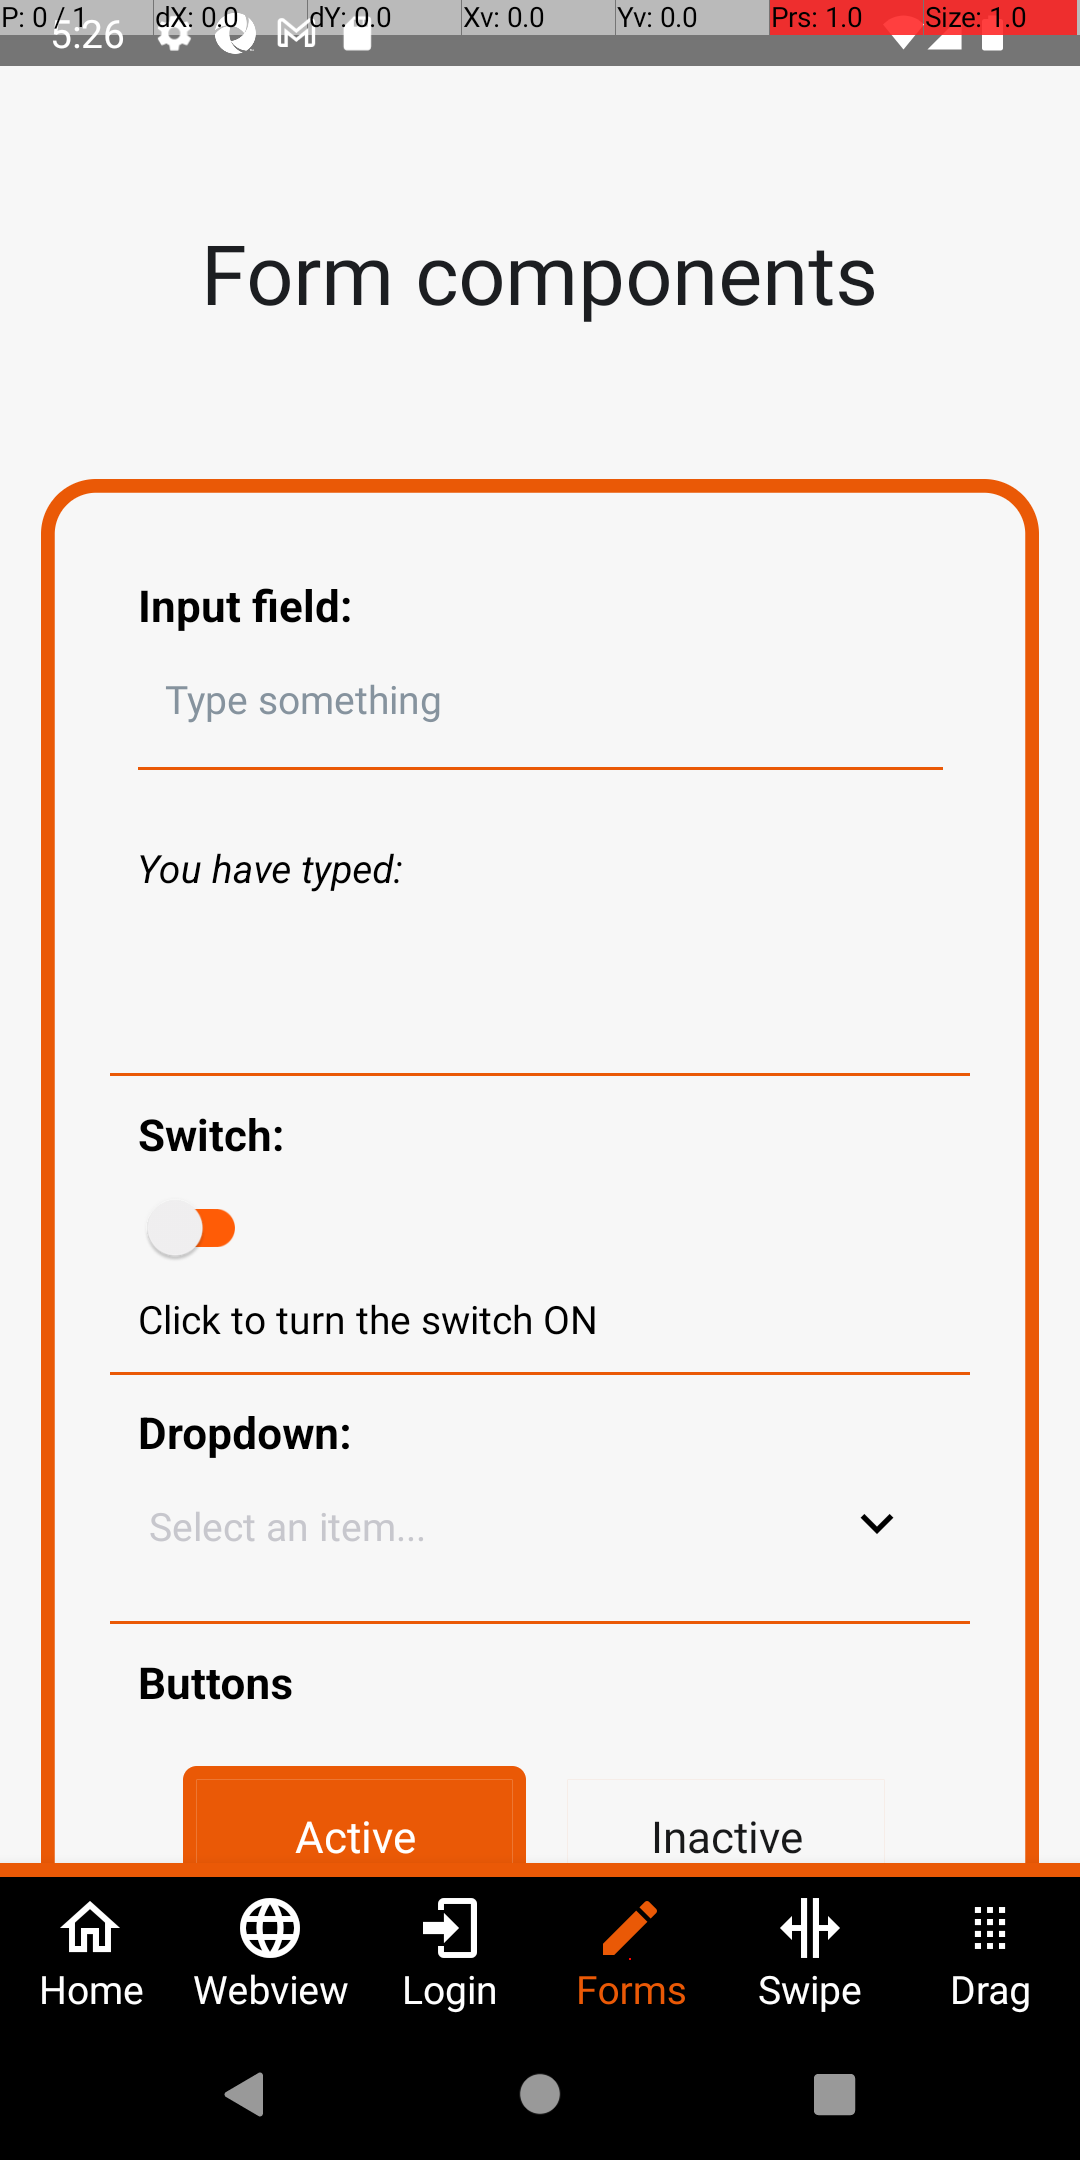 P: 0 / 1 dX: 0.0 dY: 0.0 Xv: 0.0 Yv: 0.0 Prs: 1.0 Size: 1.0
5:26
Form components
Input field:
Type something
You have typed:
Switch:
Click to turn the switch ON
Dropdown:
Select an item...
Buttons
Active Inactive
Home Webview Login Forms Swipe Drag